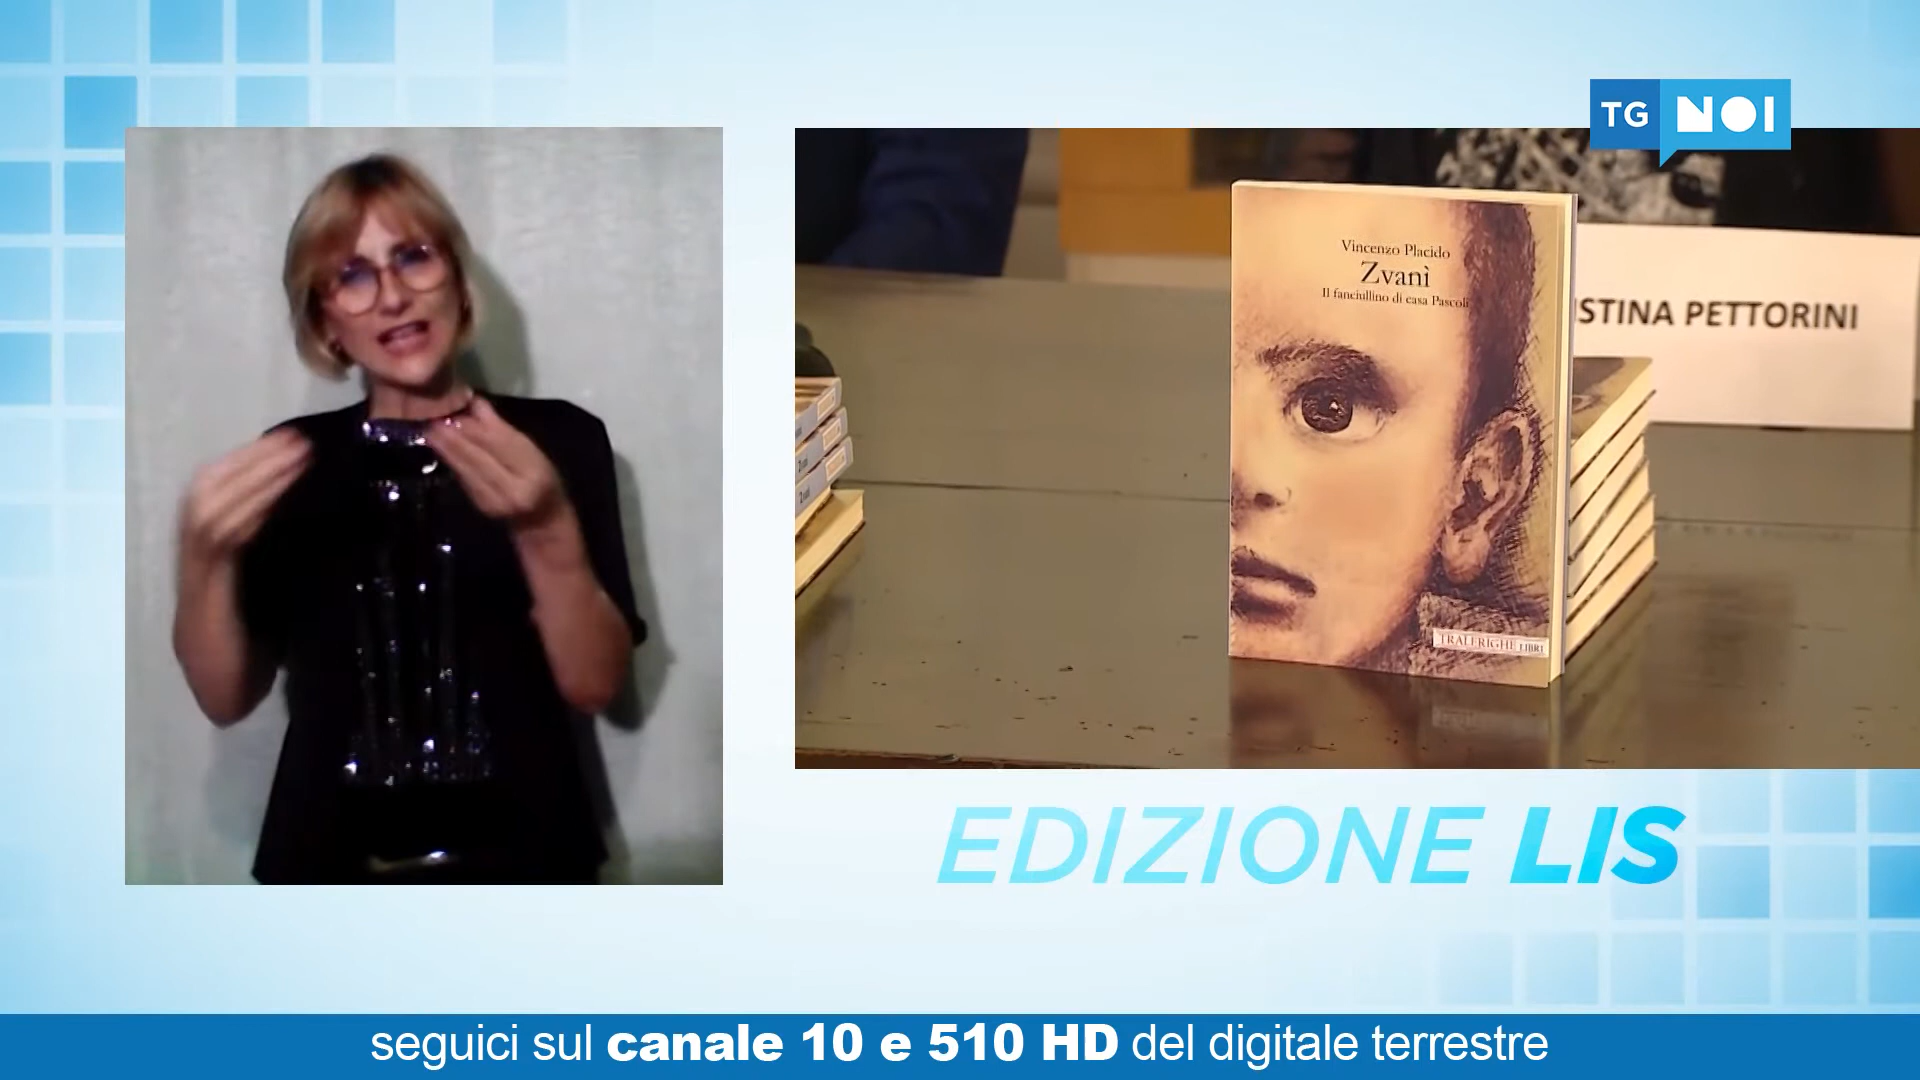 TG NOI
Vincenzo Placido
Zvanì
Il fanciullino di casa Pascoli
STINA PETTORINI
TRALERIGHE LIBRI
EDIZIONE LIS
seguici sul canale 10 e 510 HD del digitale terrestre